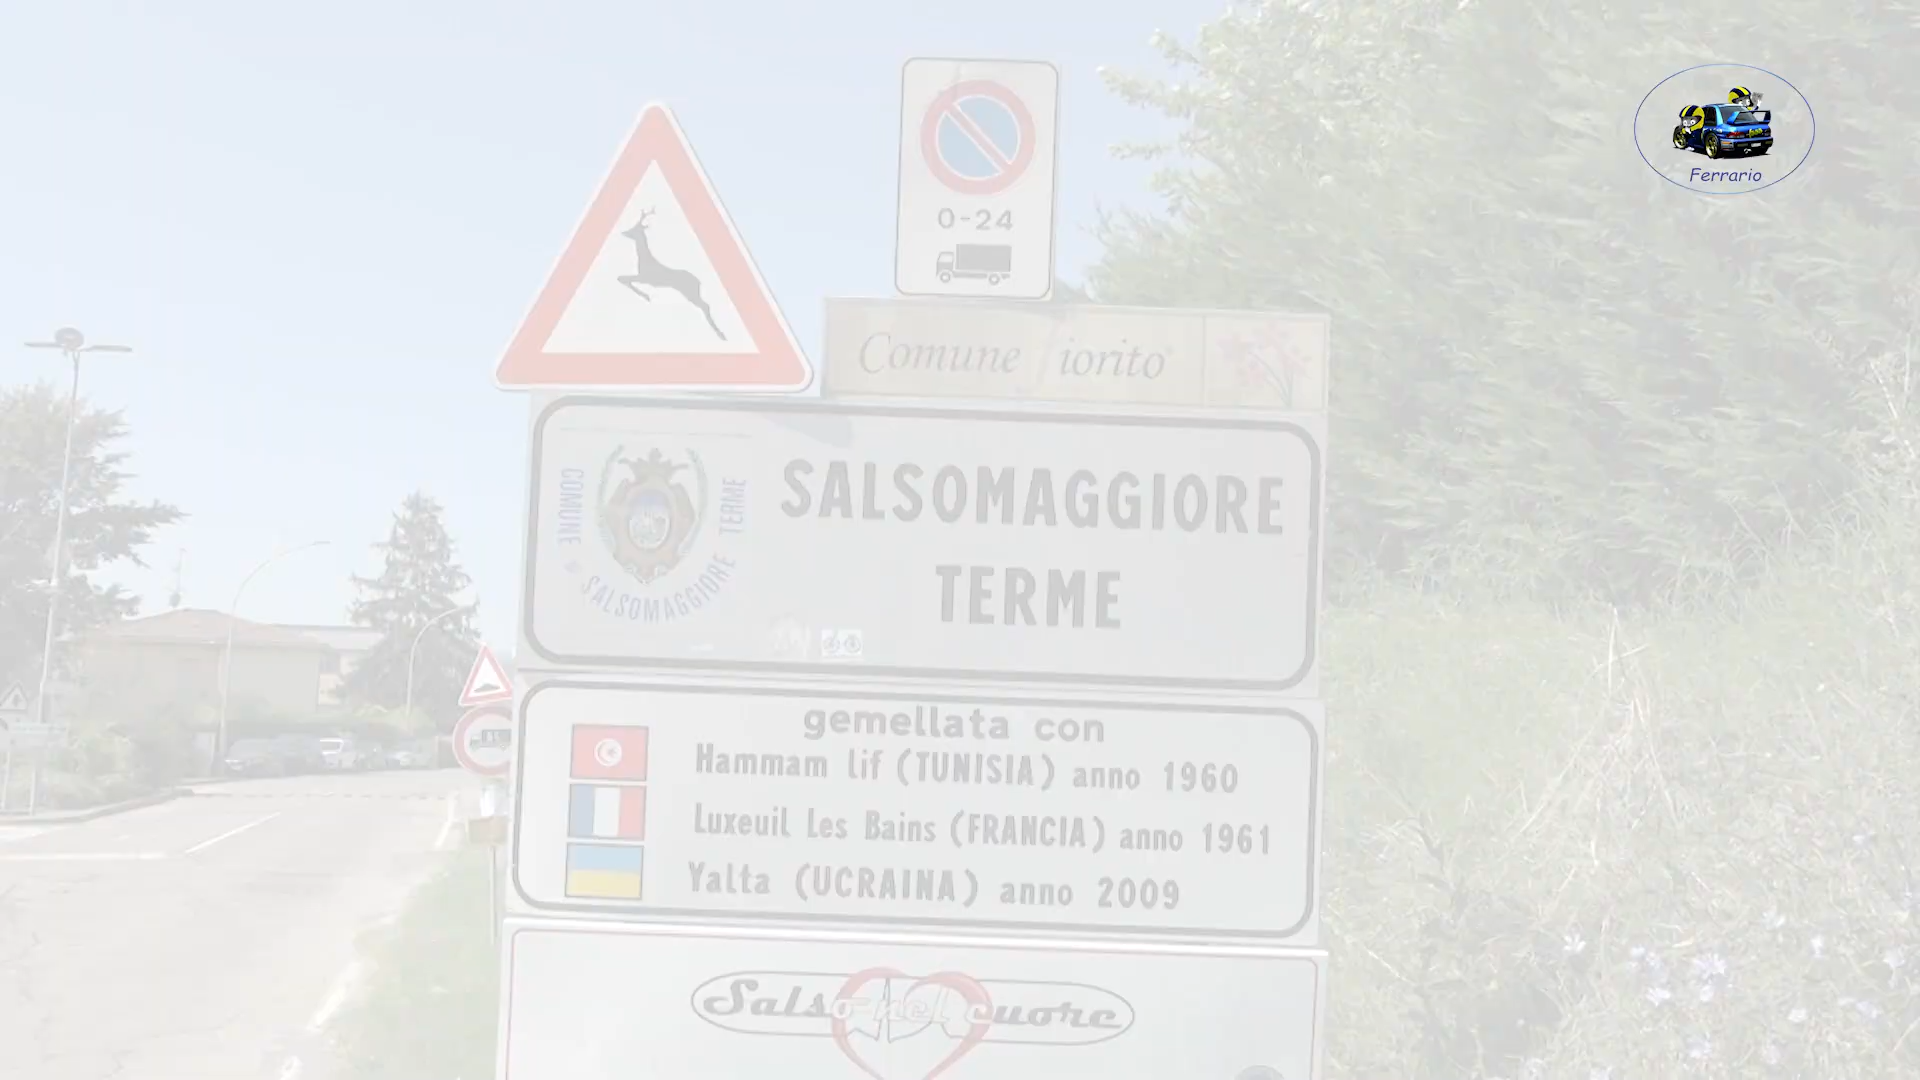 Ferrario
0-24
Comune fiorito
COMUNE
SALSOMAGGIORE TERME
SALSOMAGGIORE
TERME
gemellata con
Hammam lif (TUNISIA) anno 1960
Luxeuil Les Bains (FRANCIA) anno 1961
Yalta (UCRAINA) anno 2009
Salso nel cuore